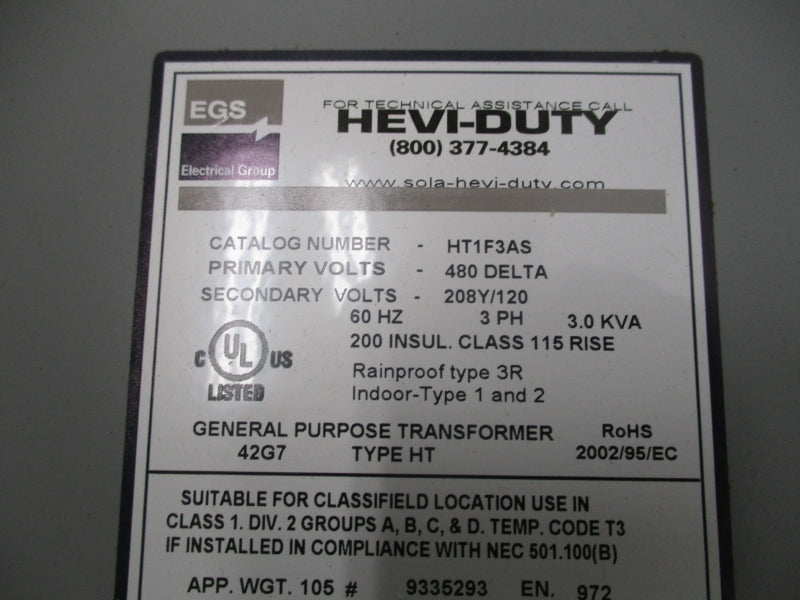 EGS
Electrical Group
FOR TECHNICAL ASSISTANCE CALL
HEVI-DUTY
(800) 377-4384
www.sola-hevi-duty.com
CATALOG NUMBER - HT1F3AS
PRIMARY VOLTS - 480 DELTA
SECONDARY VOLTS - 208Y/120
60 HZ 3 PH 3.0 KVA
200 INSUL. CLASS 115 RISE
C UL US
LISTED
Rainproof type 3R
Indoor-Type 1 and 2
GENERAL PURPOSE TRANSFORMER RoHS
42G7 TYPE HT 2002/95/EC
SUITABLE FOR CLASSIFIELD LOCATION USE IN
CLASS 1. DIV. 2 GROUPS A, B, C, & D. TEMP. CODE T3
IF INSTALLED IN COMPLIANCE WITH NEC 501.100(B)
APP. WGT. 105 # 9335293 EN. 972